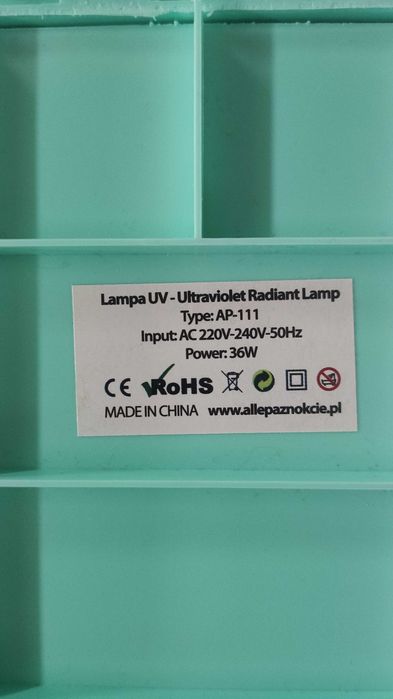 Lampa UV - Ultraviolet Radiant Lamp
Type: AP-111
Input: AC 220V-240V-50Hz
Power: 36W
CE RoHS
MADE IN CHINA www.allepaznokcie.pl